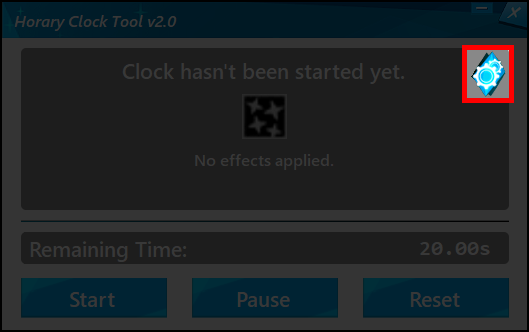 Horary Clock Tool v2.0
Clock hasn't been started yet.
No effects applied.
Remaining Time: 20.00s
Start Pause Reset